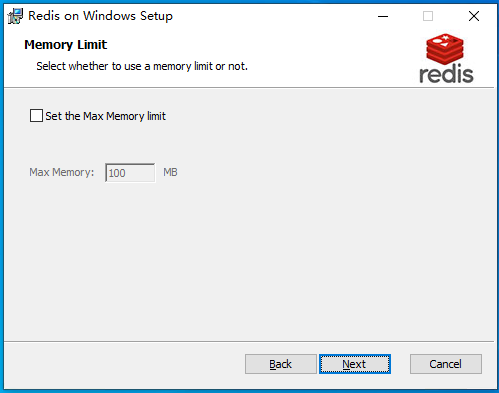 Redis on Windows Setup
Memory Limit
Select whether to use a memory limit or not.
redis
Set the Max Memory limit
Max Memory: 100 MB
Back Next Cancel